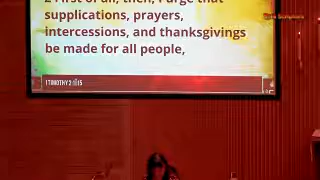 2 First of all, then, I urge that
supplications, prayers,
intercessions, and thanksgivings
be made for all people,
1 TIMOTHY 2